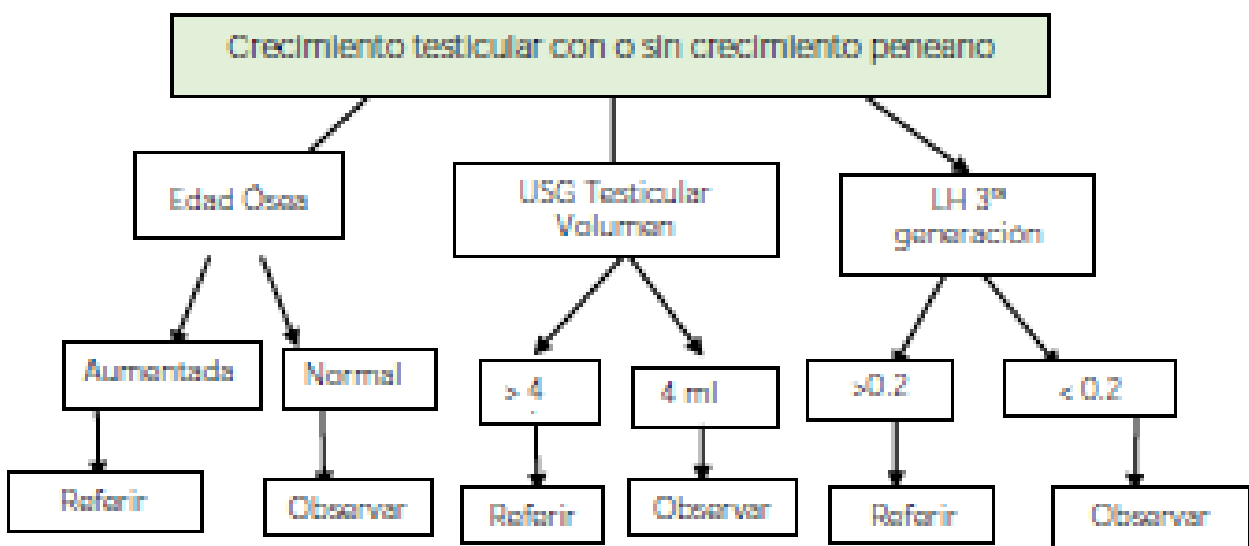 Crecimiento testicular con o sin crecimiento peneano
Edad Ósea
USG Testicular
Volumen
LH 3ra
generación
Aumentada
Normal
> 4
4 ml
>0.2
< 0.2
Referir
Observar
Referir
Observar
Referir
Observar